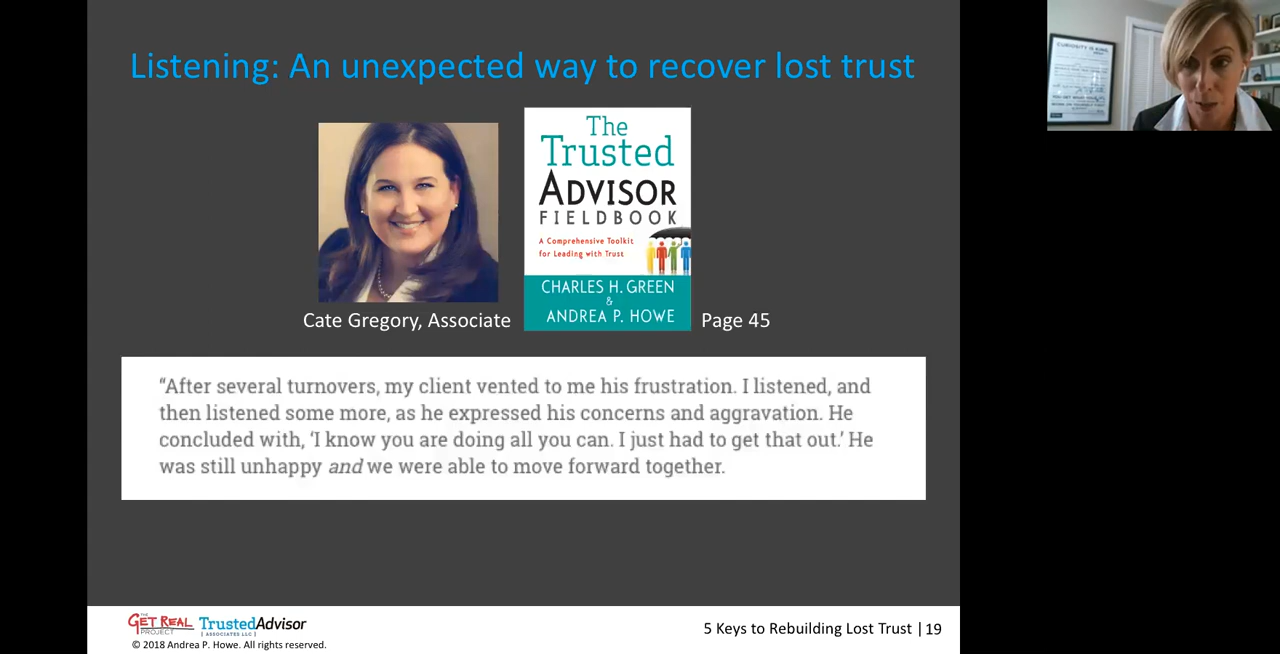 Listening: An unexpected way to recover lost trust
CURIOSITY IS KING.
The
Trusted
ADVISOR
FIELDBOOK
A Comprehensive Toolkit
for Leading with Trust
CHARLES H. GREEN
&
ANDREA P. HOWE
Cate Gregory, Associate
Page 45
“After several turnovers, my client vented to me his frustration. I listened, and
then listened some more, as he expressed his concerns and aggravation. He
concluded with, ‘I know you are doing all you can. I just had to get that out.’ He
was still unhappy and we were able to move forward together.
THE
GET REAL
PROJECT
TrustedAdvisor
ASSOCIATES LLC
© 2018 Andrea P. Howe. All rights reserved.
5 Keys to Rebuilding Lost Trust | 19